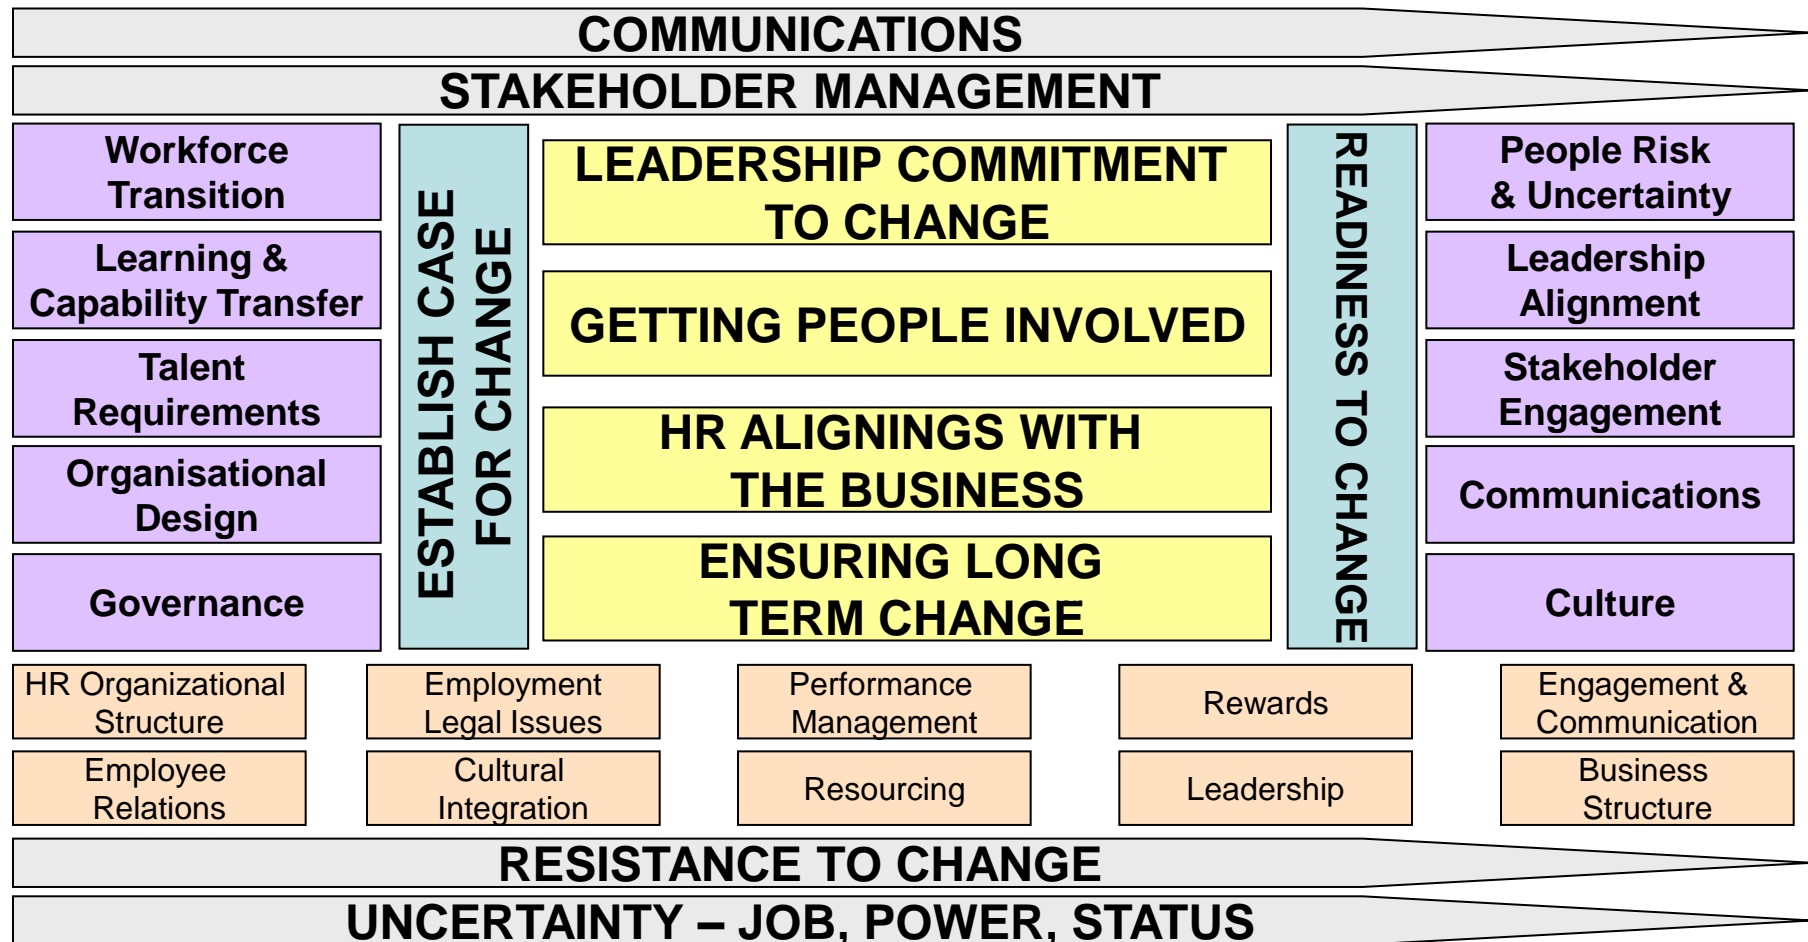 COMMUNICATIONS
STAKEHOLDER MANAGEMENT
Workforce
Transition
Learning &
Capability Transfer
Talent
Requirements
Organisational
Design
Governance
ESTABLISH CASE
FOR CHANGE
LEADERSHIP COMMITMENT
TO CHANGE
GETTING PEOPLE INVOLVED
HR ALIGNINGS WITH
THE BUSINESS
ENSURING LONG
TERM CHANGE
READINESS TO CHANGE
People Risk
& Uncertainty
Leadership
Alignment
Stakeholder
Engagement
Communications
Culture
HR Organizational
Structure
Employment
Legal Issues
Performance
Management
Rewards
Engagement &
Communication
Employee
Relations
Cultural
Integration
Resourcing
Leadership
Business
Structure
RESISTANCE TO CHANGE
UNCERTAINTY – JOB, POWER, STATUS